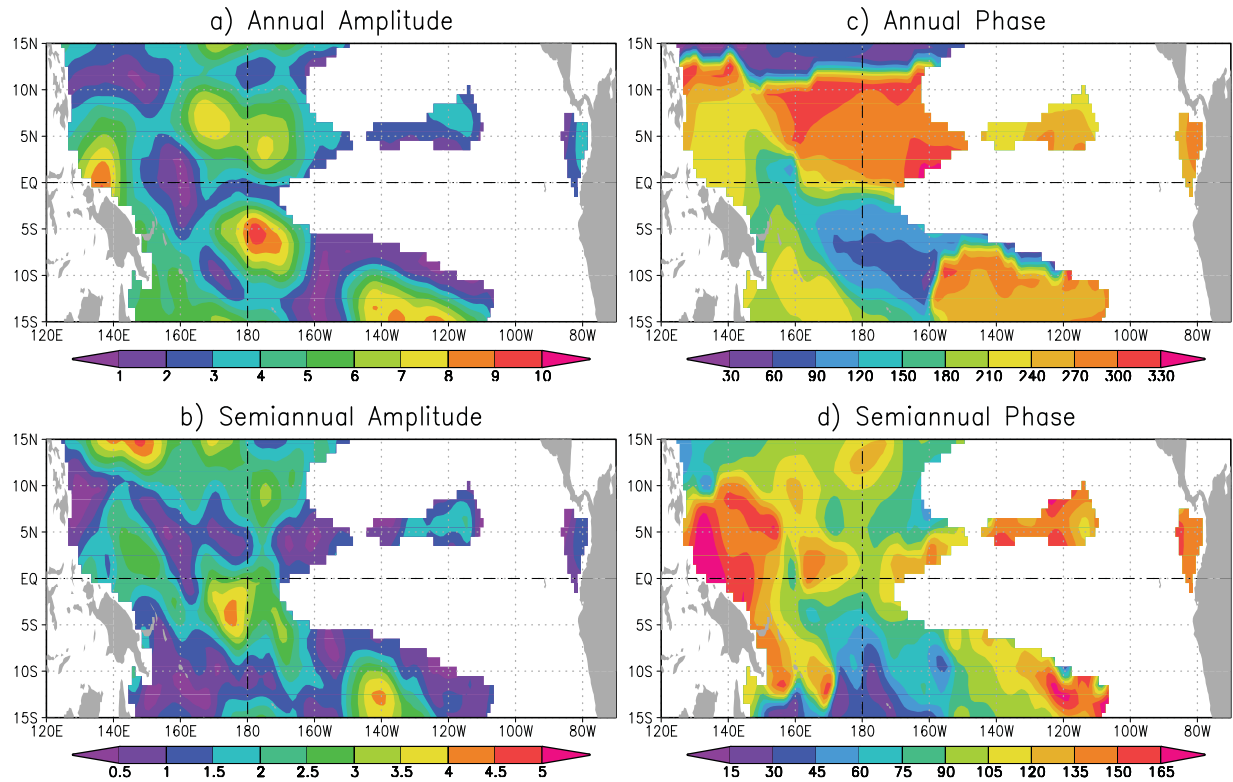 a) Annual Amplitude
15N
10N
5N
EQ
5S
10S
15S
120E 140E 160E 180 160W 140W 120W 100W 80W
1 2 3 4 5 6 7 8 9 10
c) Annual Phase
15N
10N
5N
EQ
5S
10S
15S
120E 140E 160E 180 160W 140W 120W 100W 80W
30 60 90 120 150 180 210 240 270 300 330
b) Semiannual Amplitude
15N
10N
5N
EQ
5S
10S
15S
120E 140E 160E 180 160W 140W 120W 100W 80W
0.5 1 1.5 2 2.5 3 3.5 4 4.5 5
d) Semiannual Phase
15N
10N
5N
EQ
5S
10S
15S
120E 140E 160E 180 160W 140W 120W 100W 80W
15 30 45 60 75 90 105 120 135 150 165